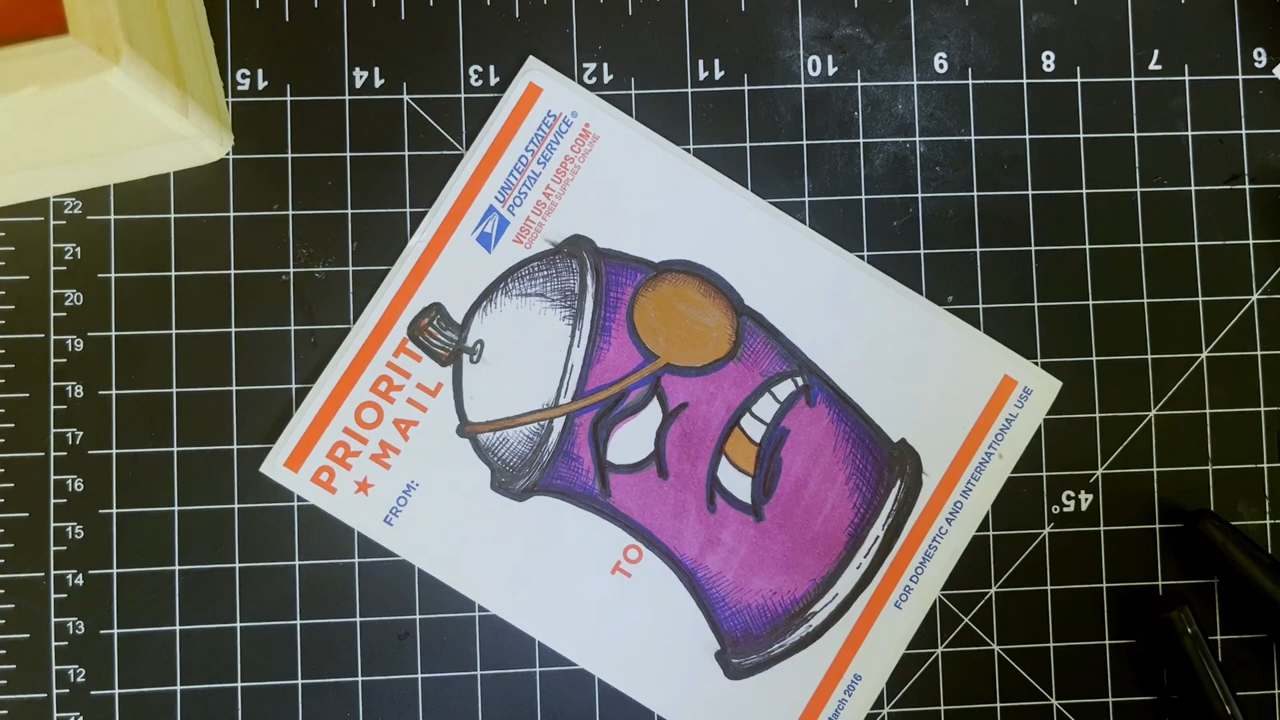 15 14 13 12 11 10 9 8 7 6
UNITED STATES
POSTAL SERVICE®
VISIT US AT USPS.COM®
ORDER FREE SUPPLIES ONLINE
PRIORIT
★ MAIL
FROM:
TO
FOR DOMESTIC AND INTERNATIONAL USE
March 2016
22
21
20
19
18
17
16
15
14
13
12
45°